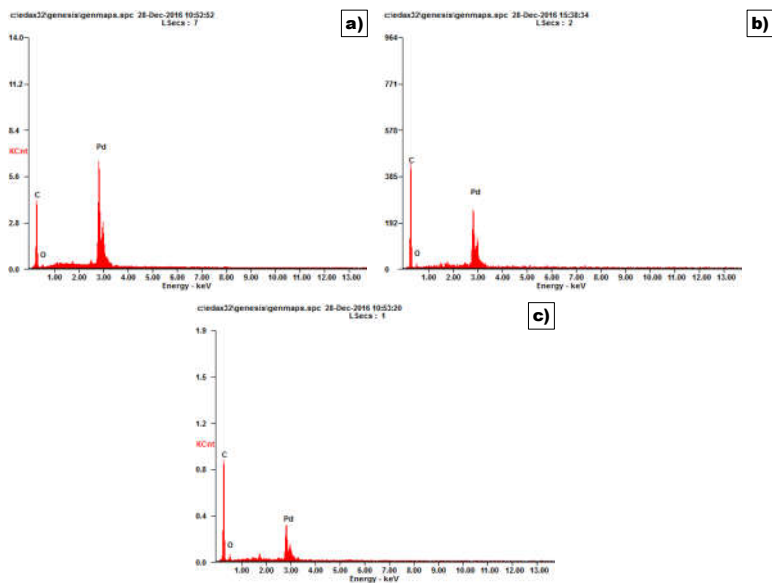 c:\edax32\genesis\genmaps.spc 28-Dec-2016 10:52:52
LSecs : 7
a)
14.0
11.2
8.4
KCnt
5.6
2.8
0.0
C
O
Pd
1.00 2.00 3.00 4.00 5.00 6.00 7.00 8.00 9.00 10.00 11.00 12.00 13.00
Energy - keV
c:\edax32\genesis\genmaps.spc 28-Dec-2016 15:38:34
LSecs : 2
b)
964
771
578
385
192
0
C
O
Pd
1.00 2.00 3.00 4.00 5.00 6.00 7.00 8.00 9.00 10.00 11.00 12.00 13.00
Energy - keV
c:\edax32\genesis\genmaps.spc 28-Dec-2016 10:53:20
LSecs : 1
c)
1.9
1.5
1.2
KCnt
0.8
0.4
0.0
C
O
Pd
1.00 2.00 3.00 4.00 5.00 6.00 7.00 8.00 9.00 10.00 11.00 12.00 13.00
Energy - keV